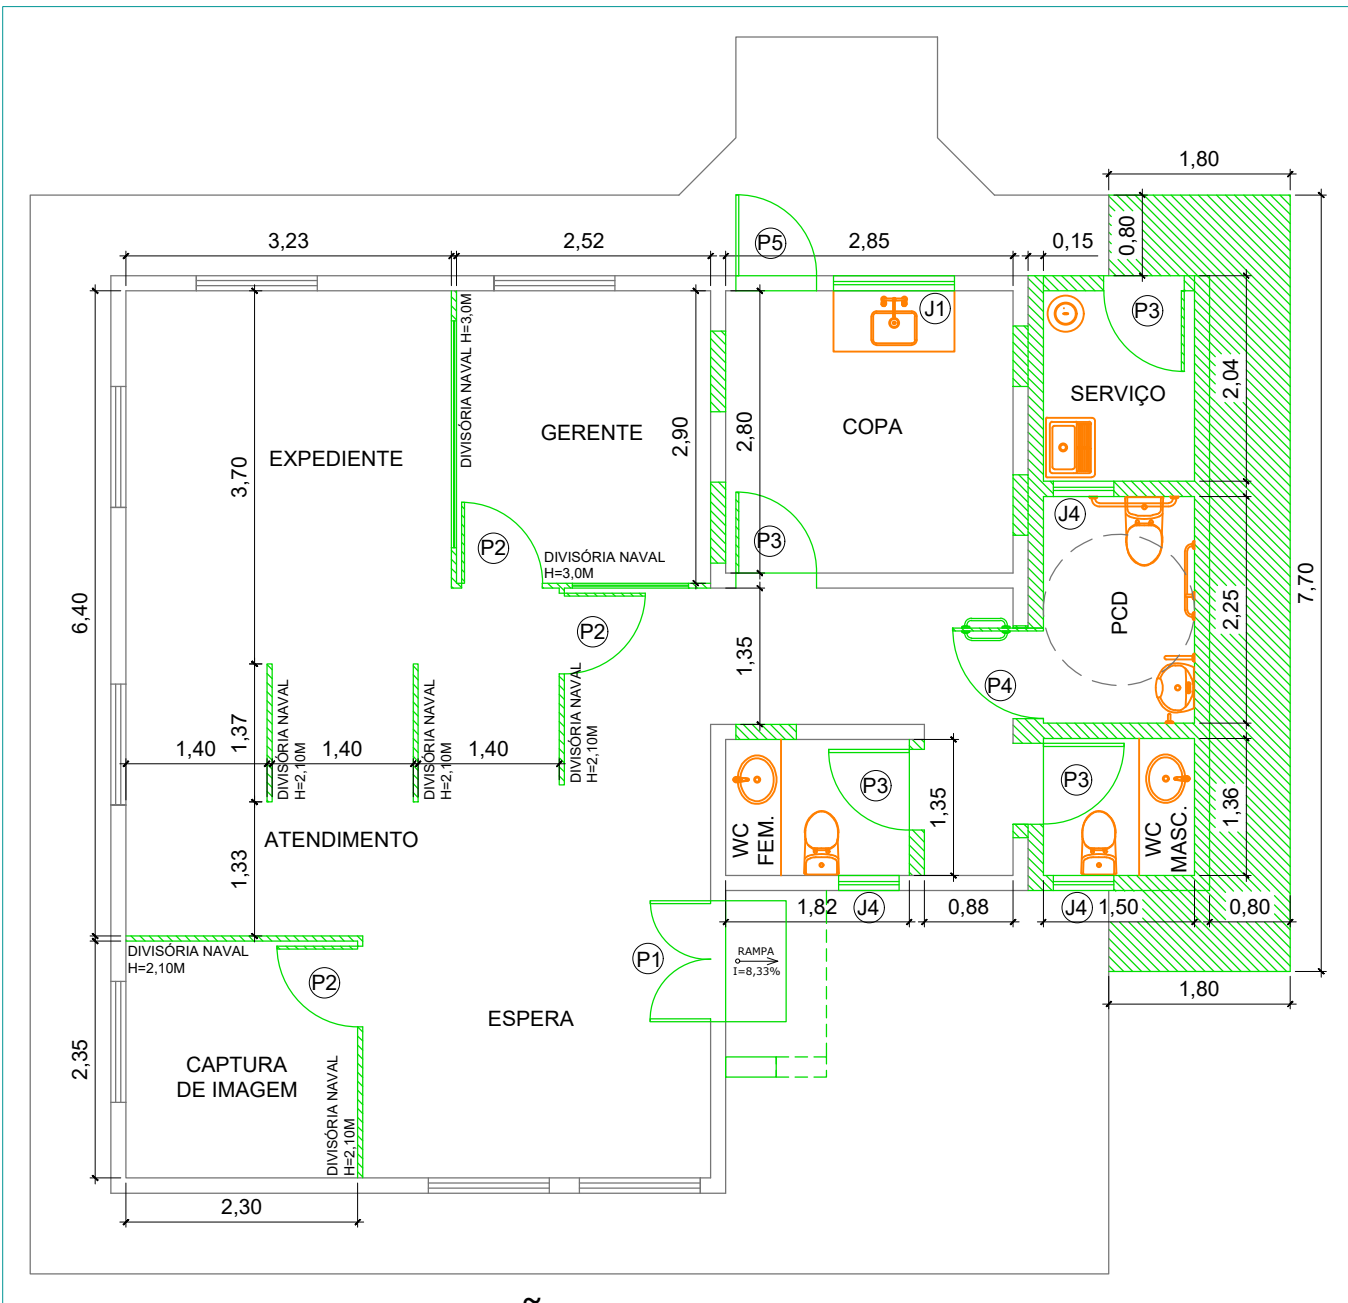 1,80
0,80
3,23
2,52
P5
2,85
0,15
DIVISÓRIA NAVAL H=3,0M
J1
P3
SERVIÇO
2,04
GERENTE
COPA
EXPEDIENTE
2,90
2,80
3,70
P2
DIVISÓRIA NAVAL
H=3,0M
P3
J4
7,70
6,40
PCD
2,25
P2
1,35
P4
DIVISÓRIA NAVAL
H=2,10M
DIVISÓRIA NAVAL
H=2,10M
DIVISÓRIA NAVAL
H=2,10M
1,37
1,40
1,40
1,40
P3
P3
1,35
1,36
WC
FEM.
WC
MASC.
ATENDIMENTO
1,33
1,82
J4
0,88
J4
1,50
0,80
DIVISÓRIA NAVAL
H=2,10M
P1
RAMPA
I=8,33%
P2
1,80
ESPERA
2,35
CAPTURA
DE IMAGEM
DIVISÓRIA NAVAL
H=2,10M
2,30